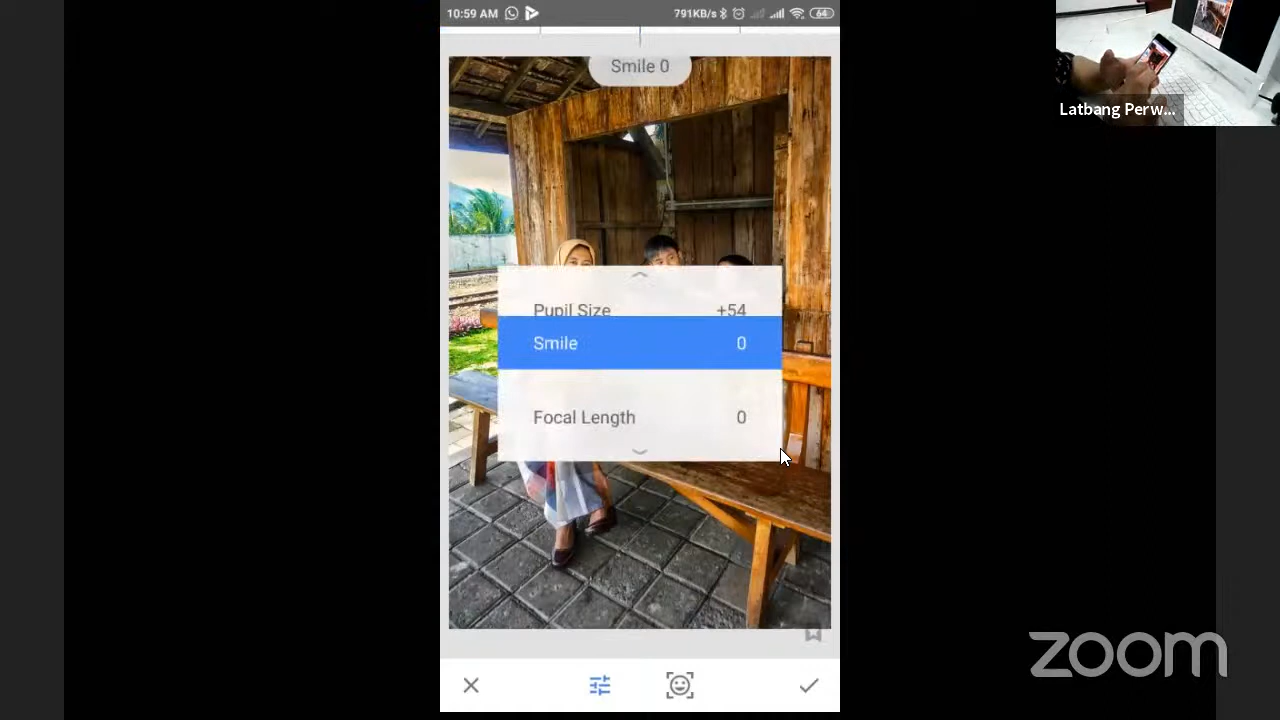 10:59 AM 791KB/s 64
Smile 0
Pupil Size +54
Smile 0
Focal Length 0
Latbang Perw...
zoom